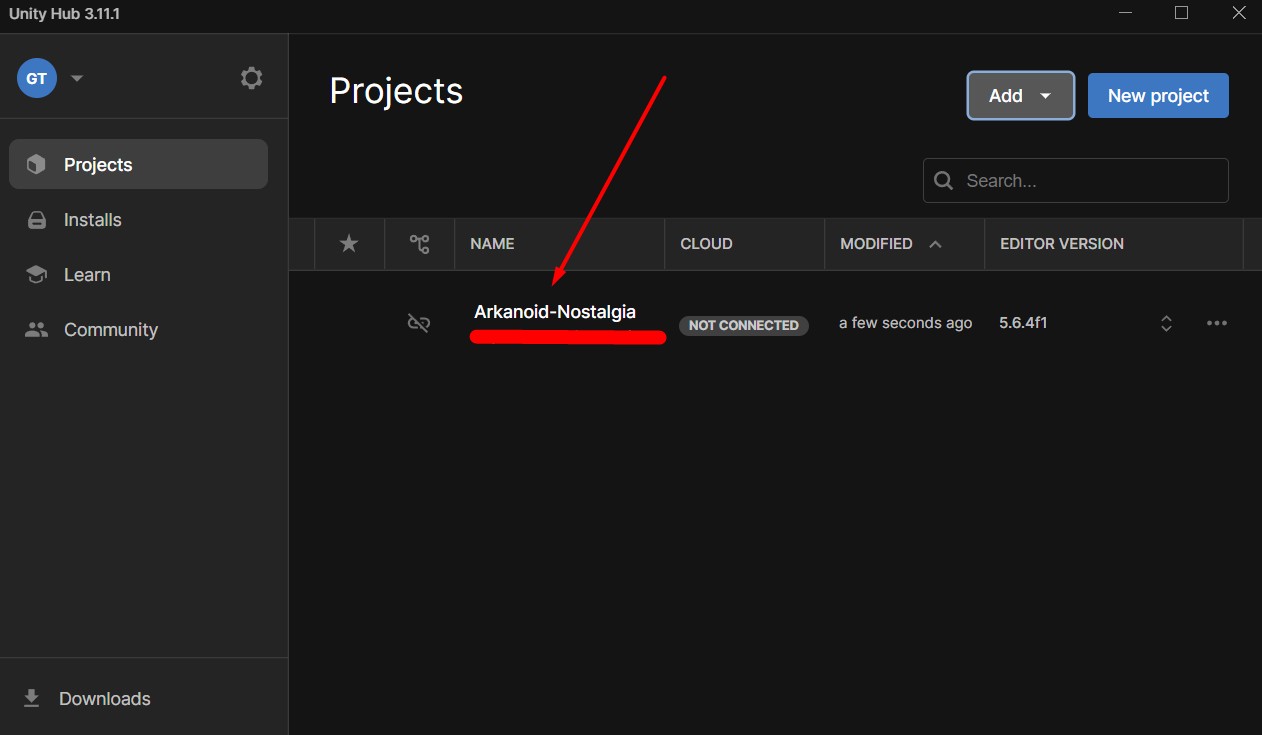 Unity Hub 3.11.1
GT
Projects
Add
New project
Projects
Search...
Installs
NAME
CLOUD
MODIFIED
EDITOR VERSION
Learn
Arkanoid-Nostalgia
NOT CONNECTED
a few seconds ago
5.6.4f1
Community
Downloads